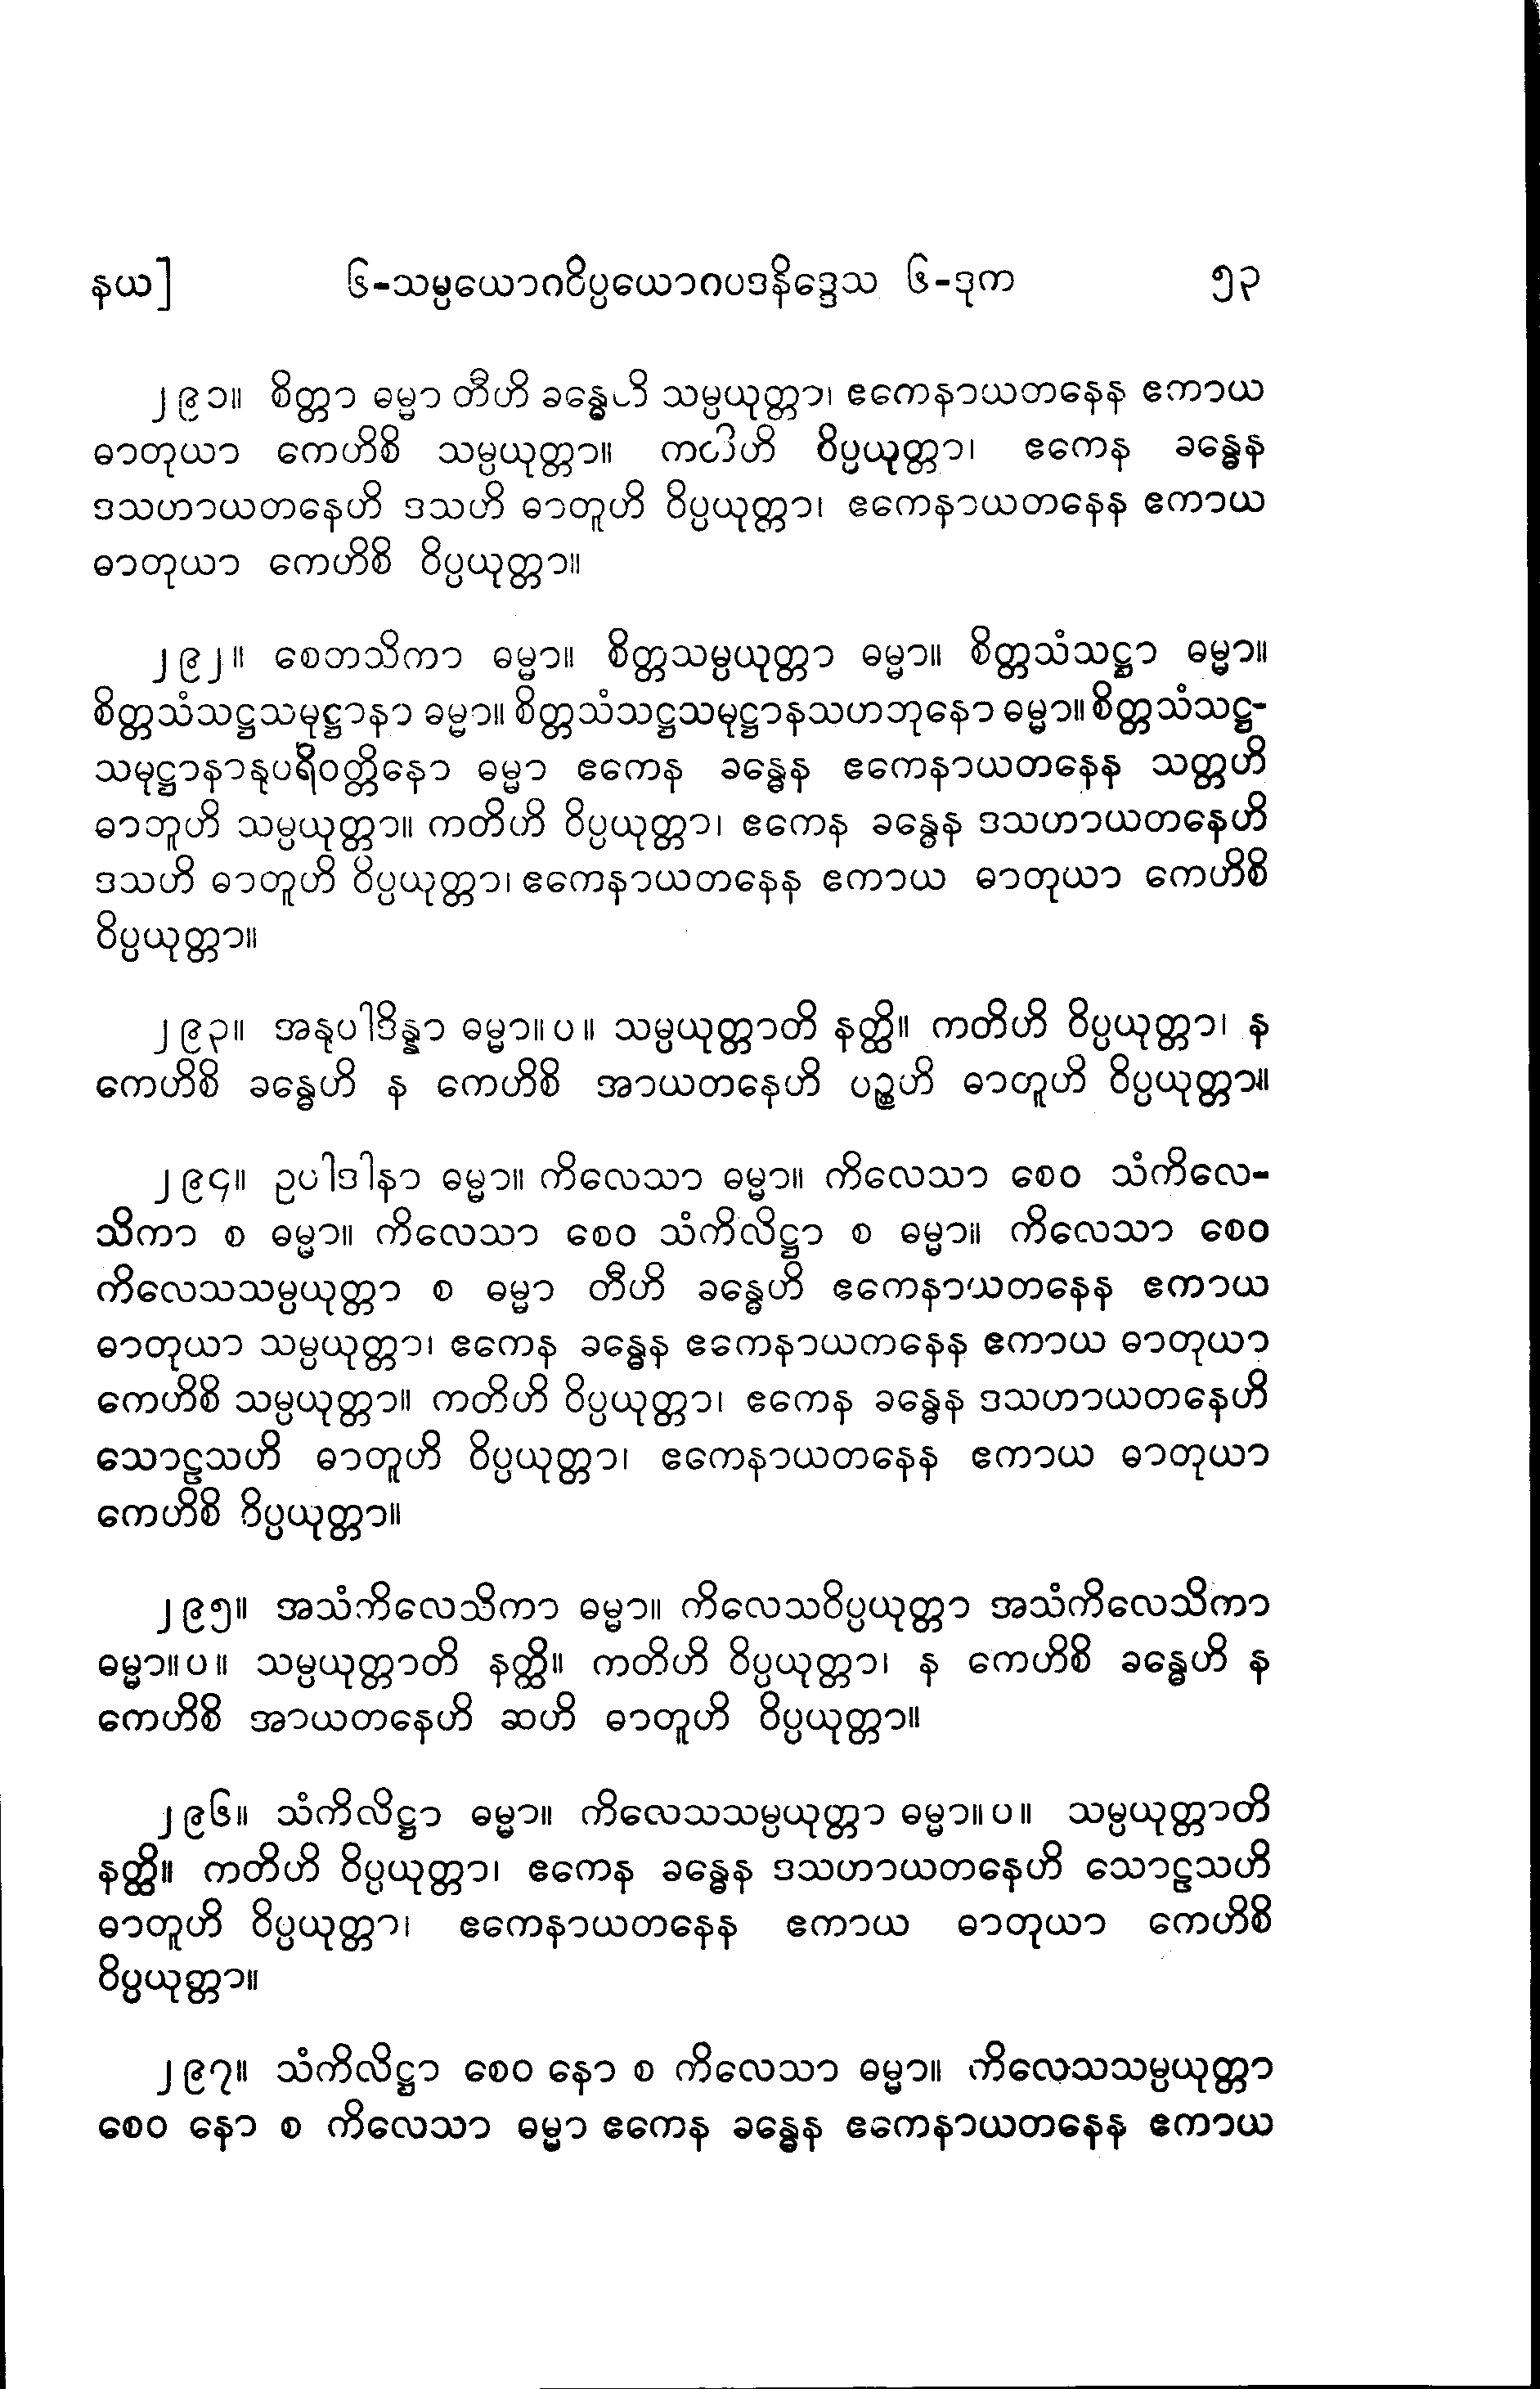 နယ] ၆-သမ္ပယောဂဝိပ္ပယောဂပဒနိဒ္ဒေသ ၆-ဒုက ၅၃
၂၉၁။ စိတ္တာ ဓမ္မာ တီဟိ ခန္ဓေဟိ သမ္ပယုတ္တာ၊ ဧကေနာယတနေန ဧကာယ
ဓာတုယာ ကေဟိစိ သမ္ပယုတ္တာ။ ဝိပ္ပယုတ္တာ၊ ဧကေန ခန္ဓေန
ဒသဟာယတနေဟိ ဒသဟိ ဓာတူဟိ ဝိပ္ပယုတ္တာ၊ ဧကေနာယတနေန ဧကာယ
ဓာတုယာ ကေဟိစိ ဝိပ္ပယုတ္တာ။
၂၉၂။ စေတသိကာ ဓမ္မာ။ စိတ္တသမ္ပယုတ္တာ ဓမ္မာ။ စိတ္တသံသဋ္ဌာ ဓမ္မာ။
စိတ္တသံသဋ္ဌသမုဋ္ဌာနာ ဓမ္မာ။ စိတ္တသံသဋ္ဌသမုဋ္ဌာနသဟဘုနော ဓမ္မာ။ စိတ္တသံသဋ္ဌ-
သမုဋ္ဌာနာနုပရိဝတ္တိနော ဓမ္မာ ဧကေန ခန္ဓေန ဧကေနာယတနေန သတ္တဟိ
ဓာတူဟိ သမ္ပယုတ္တာ။ ကတိဟိ ဝိပ္ပယုတ္တာ၊ ဧကေန ခန္ဓေန ဒသဟာယတနေဟိ
ဒသဟိ ဓာတူဟိ ဝိပ္ပယုတ္တာ၊ ဧကေနာယတနေန ဧကာယ ဓာတုယာ ကေဟိစိ
ဝိပ္ပယုတ္တာ။
၂၉၃။ အနုပါဒိန္နာ ဓမ္မာ။ပ။ သမ္ပယုတ္တာတိ နတ္ထိ။ ကတိဟိ ဝိပ္ပယုတ္တာ၊ န
ကေဟိစိ ခန္ဓေဟိ န ကေဟိစိ အာယတနေဟိ ပဉ္စဟိ ဓာတူဟိ ဝိပ္ပယုတ္တာ။
၂၉၄။ ဥပါဒါနာ ဓမ္မာ။ ကိလေသာ ဓမ္မာ။ ကိလေသာ စေဝ သံကိလေ-
သိကာ စ ဓမ္မာ။ ကိလေသာ စေဝ သံကိလိဋ္ဌာ စ ဓမ္မာ။ ကိလေသာ စေဝ
ကိလေသသမ္ပယုတ္တာ စ ဓမ္မာ တီဟိ ခန္ဓေဟိ ဧကေနာယတနေန ဧကာယ
ဓာတုယာ သမ္ပယုတ္တာ၊ ဧကေန ခန္ဓေန ဧကေနာယကနေန ဧကာယ ဓာတုယာ
ကေဟိစိ သမ္ပယုတ္တာ။ ကတိဟိ ဝိပ္ပယုတ္တာ၊ ဧကေန ခန္ဓေန ဒသဟာယတနေဟိ
သောဠသဟိ ဓာတူဟိ ဝိပ္ပယုတ္တာ၊ ဧကေနာယတနေန ဧကာယ ဓာတုယာ
ကေဟိစိ ဝိပ္ပယုတ္တာ။
၂၉၅။ အသံကိလေသိကာ ဓမ္မာ။ ကိလေသဝိပ္ပယုတ္တာ အသံကိလေသိကာ
ဓမ္မာ။ပ။ သမ္ပယုတ္တာတိ နတ္ထိ။ ကတိဟိ ဝိပ္ပယုတ္တာ၊ န ကေဟိစိ ခန္ဓေဟိ န
ကေဟိစိ အာယတနေဟိ ဆဟိ ဓာတူဟိ ဝိပ္ပယုတ္တာ။
၂၉၆။ သံကိလိဋ္ဌာ ဓမ္မာ။ ကိလေသသမ္ပယုတ္တာ ဓမ္မာ။ပ။ သမ္ပယုတ္တာတိ
နတ္ထိ။ ကတိဟိ ဝိပ္ပယုတ္တာ၊ ဧကေန ခန္ဓေန ဒသဟာယတနေဟိ သောဠသဟိ
ဓာတူဟိ ဝိပ္ပယုတ္တာ၊ ဧကေနာယတနေန ဧကာယ ဓာတုယာ ကေဟိစိ
ဝိပ္ပယုတ္တာ။
၂၉၇။ သံကိလိဋ္ဌာ စေဝ နော စ ကိလေသာ ဓမ္မာ။ ကိလေသသမ္ပယုတ္တာ
စေဝ နော စ ကိလေသာ ဓမ္မာ ဧကေန ခန္ဓေန ဧကေနာယတနေန ဧကာယ